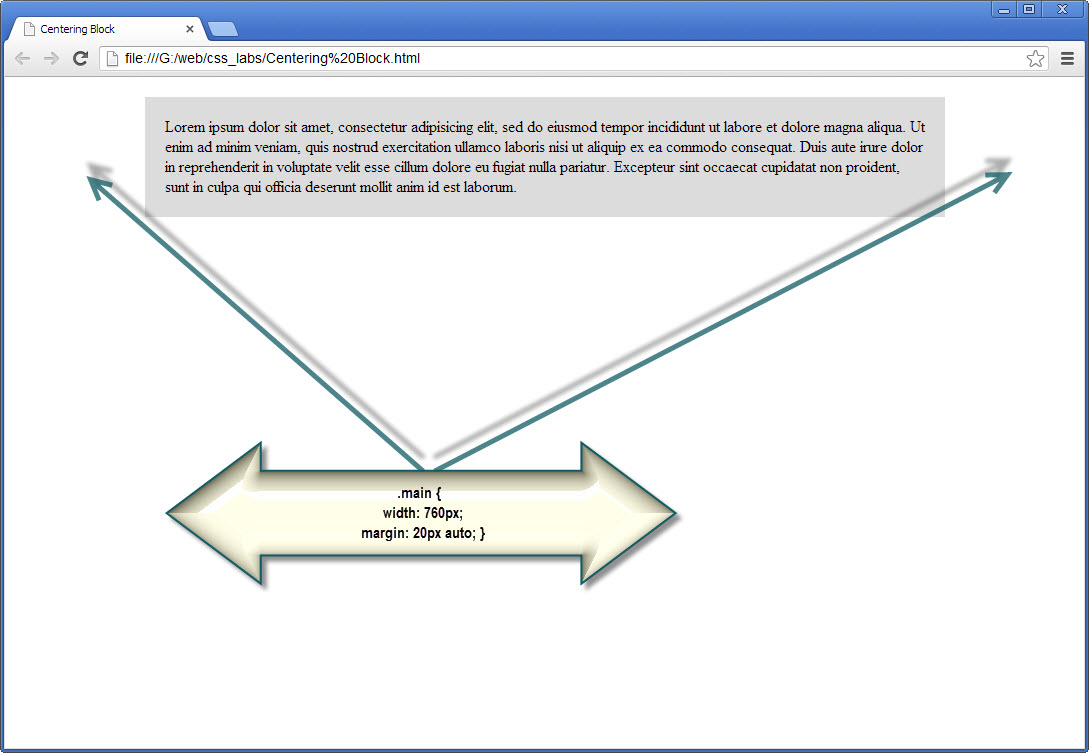 Centering Block
file:///G:/web/css_labs/Centering%20Block.html
Lorem ipsum dolor sit amet, consectetur adipisicing elit, sed do eiusmod tempor incididunt ut labore et dolore magna aliqua. Ut
enim ad minim veniam, quis nostrud exercitation ullamco laboris nisi ut aliquip ex ea commodo consequat. Duis aute irure dolor
in reprehenderit in voluptate velit esse cillum dolore eu fugiat nulla pariatur. Excepteur sint occaecat cupidatat non proident,
sunt in culpa qui officia deserunt mollit anim id est laborum.
.main {
width: 760px;
margin: 20px auto; }